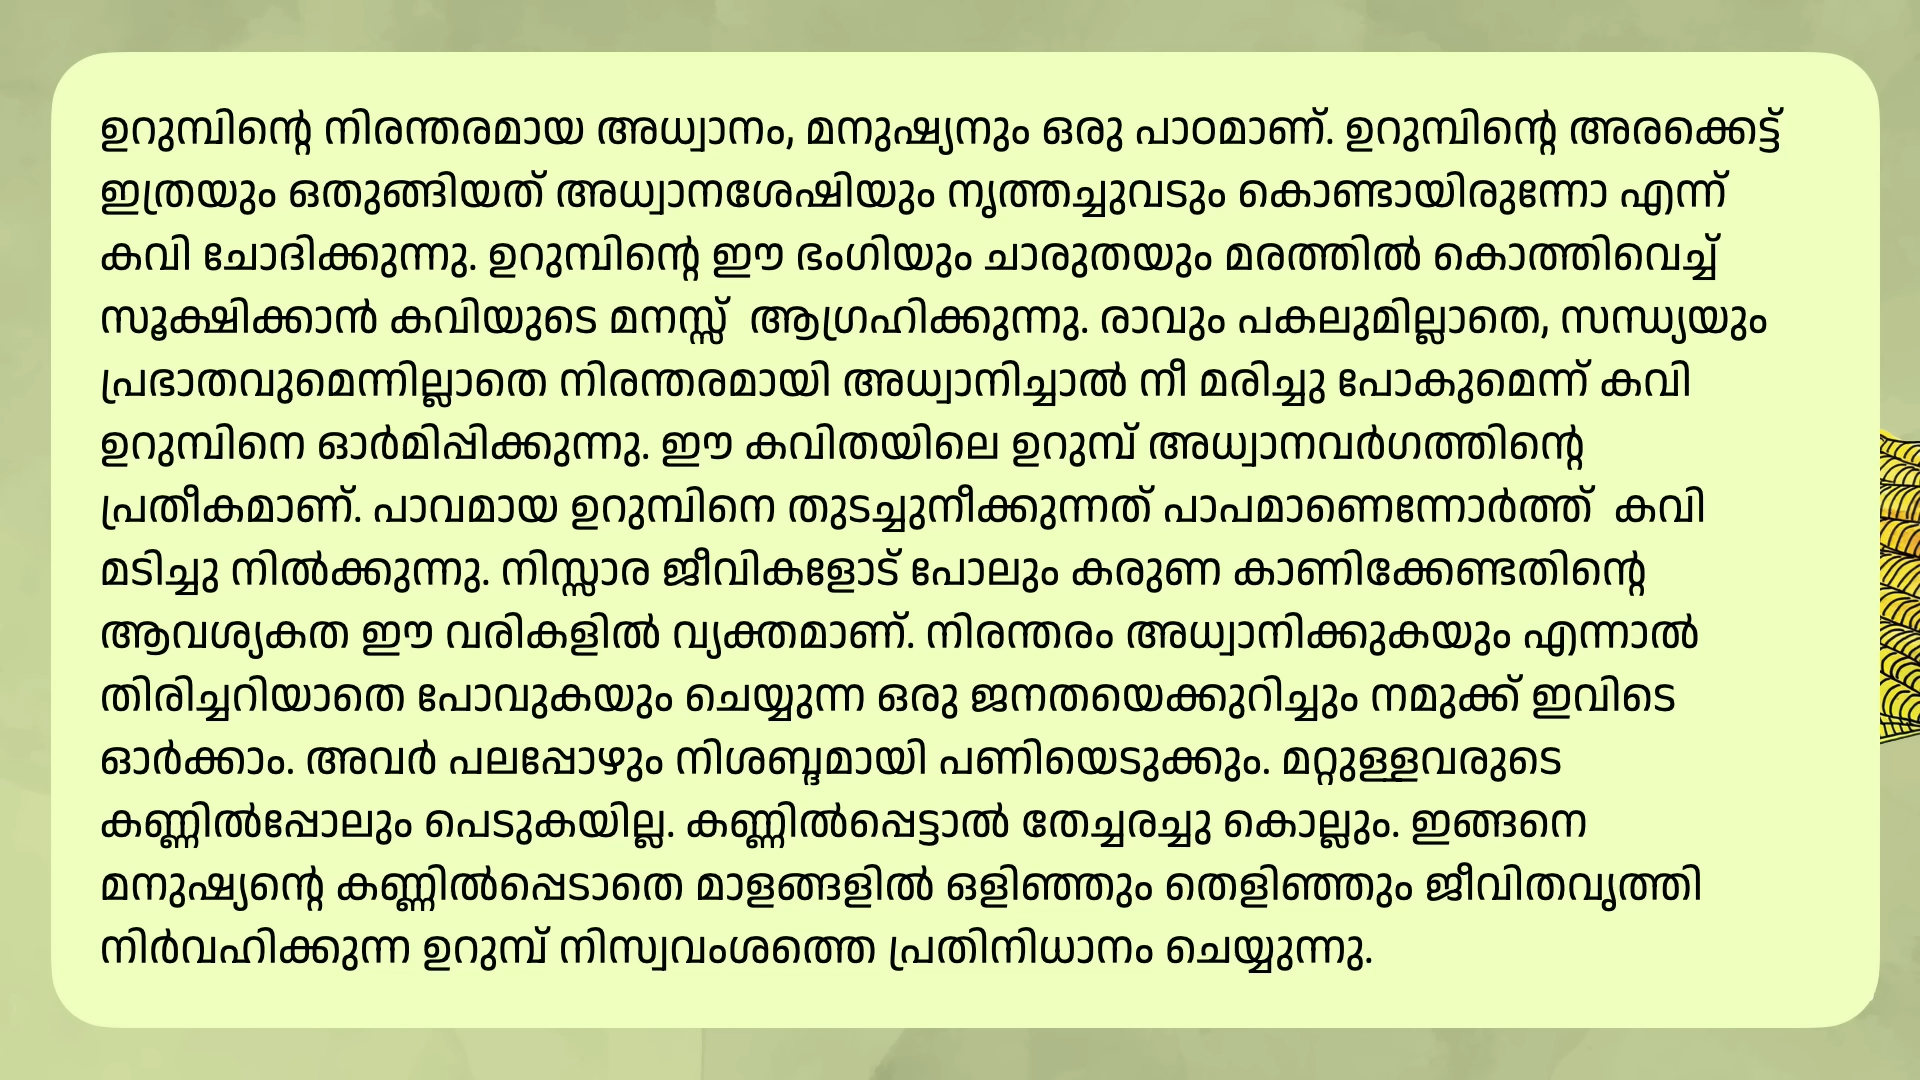 ഉറുമ്പിന്റെ നിരന്തരമായ അധ്വാനം, മനുഷ്യനും ഒരു പാഠമാണ്. ഉറുമ്പിന്റെ അരക്കെട്ട്
ഇത്രയും ഒതുങ്ങിയത് അധ്വാനശേഷിയും നൃത്തച്ചുവടും കൊണ്ടായിരുന്നോ എന്ന്
കവി ചോദിക്കുന്നു. ഉറുമ്പിന്റെ ഈ ഭംഗിയും ചാരുതയും മരത്തിൽ കൊത്തിവെച്ച്
സൂക്ഷിക്കാൻ കവിയുടെ മനസ്സ് ആഗ്രഹിക്കുന്നു. രാവും പകലുമില്ലാതെ, സന്ധ്യയും
പ്രഭാതവുമെന്നില്ലാതെ നിരന്തരമായി അധ്വാനിച്ചാൽ നീ മരിച്ചു പോകുമെന്ന് കവി
ഉറുമ്പിനെ ഓർമിപ്പിക്കുന്നു. ഈ കവിതയിലെ ഉറുമ്പ് അധ്വാനവർഗത്തിന്റെ
പ്രതീകമാണ്. പാവമായ ഉറുമ്പിനെ തുടച്ചുനീക്കുന്നത് പാപമാണെന്നോർത്ത് കവി
മടിച്ചു നിൽക്കുന്നു. നിസ്സാര ജീവികളോട് പോലും കരുണ കാണിക്കേണ്ടതിന്റെ
ആവശ്യകത ഈ വരികളിൽ വ്യക്തമാണ്. നിരന്തരം അധ്വാനിക്കുകയും എന്നാൽ
തിരിച്ചറിയാതെ പോവുകയും ചെയ്യുന്ന ഒരു ജനതയെക്കുറിച്ചും നമുക്ക് ഇവിടെ
ഓർക്കാം. അവർ പലപ്പോഴും നിശബ്ദമായി പണിയെടുക്കും. മറ്റുള്ളവരുടെ
കണ്ണിൽപ്പോലും പെടുകയില്ല. കണ്ണിൽപ്പെട്ടാൽ തേച്ചരച്ചു കൊല്ലും. ഇങ്ങനെ
മനുഷ്യന്റെ കണ്ണിൽപ്പെടാതെ മാളങ്ങളിൽ ഒളിഞ്ഞും തെളിഞ്ഞും ജീവിതവൃത്തി
നിർവഹിക്കുന്ന ഉറുമ്പ് നിസ്വവംശത്തെ പ്രതിനിധാനം ചെയ്യുന്നു.